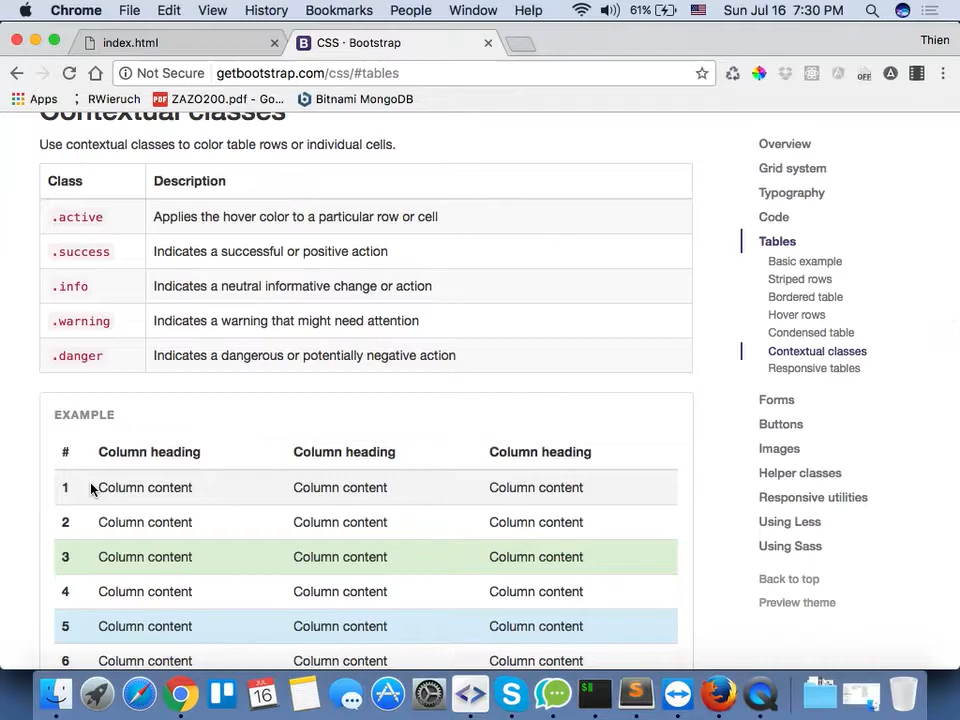 Chrome File Edit View History Bookmarks People Window Help 61% Sun Jul 16 7:30 PM
index.html
CSS · Bootstrap
Thien
Not Secure getbootstrap.com/css/#tables
OFF
Apps RWieruch ZAZO200.pdf - Go... Bitnami MongoDB
Contextual classes
Use contextual classes to color table rows or individual cells.
Class Description
.active Applies the hover color to a particular row or cell
.success Indicates a successful or positive action
.info Indicates a neutral informative change or action
.warning Indicates a warning that might need attention
.danger Indicates a dangerous or potentially negative action
EXAMPLE
# Column heading Column heading Column heading
1 Column content Column content Column content
2 Column content Column content Column content
3 Column content Column content Column content
4 Column content Column content Column content
5 Column content Column content Column content
6 Column content Column content Column content
Overview
Grid system
Typography
Code
Tables
Basic example
Striped rows
Bordered table
Hover rows
Condensed table
Contextual classes
Responsive tables
Forms
Buttons
Images
Helper classes
Responsive utilities
Using Less
Using Sass
Back to top
Preview theme
JUL
16